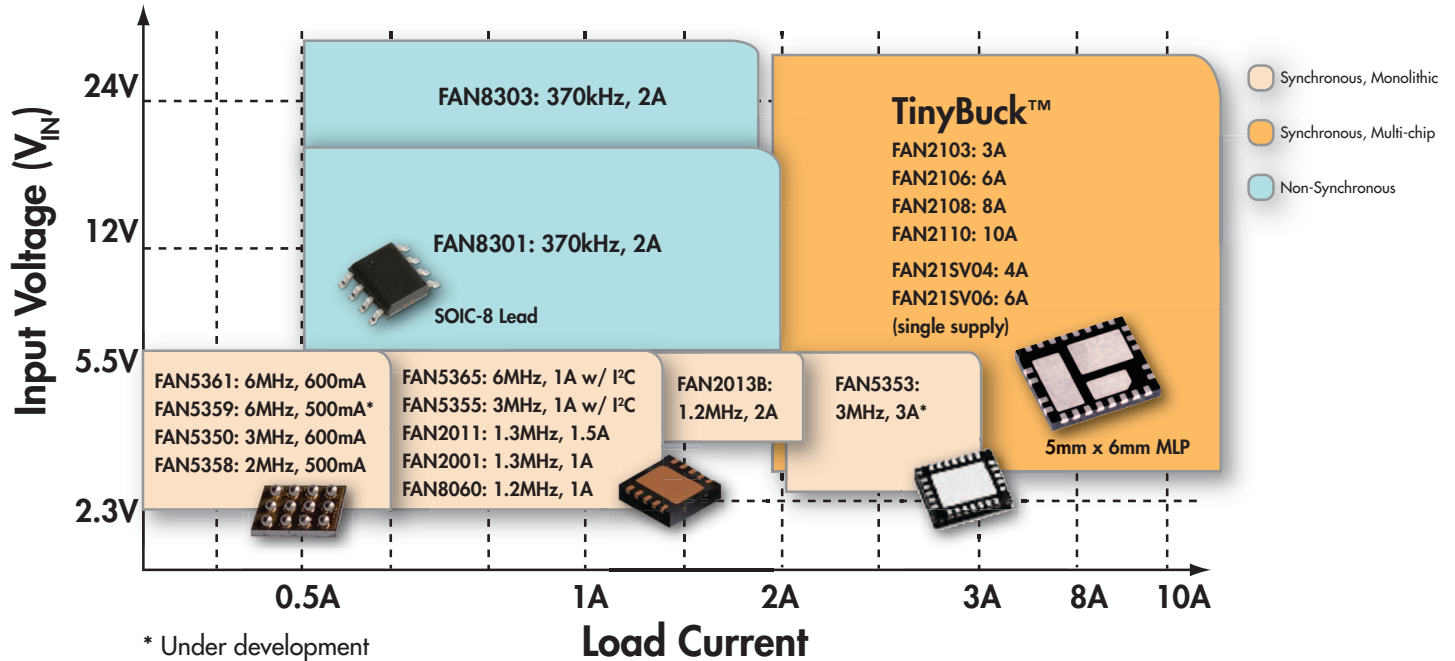 Input Voltage (VIN)
24V
12V
5.5V
2.3V
FAN8303: 370kHz, 2A
FAN8301: 370kHz, 2A
SOIC-8 Lead
TinyBuck™
FAN2103: 3A
FAN2106: 6A
FAN2108: 8A
FAN2110: 10A
FAN21SV04: 4A
FAN21SV06: 6A
(single supply)
5mm x 6mm MLP
Synchronous, Monolithic
Synchronous, Multi-chip
Non-Synchronous
FAN5361: 6MHz, 600mA
FAN5359: 6MHz, 500mA*
FAN5350: 3MHz, 600mA
FAN5358: 2MHz, 500mA
FAN5365: 6MHz, 1A w/ I²C
FAN5355: 3MHz, 1A w/ I²C
FAN2011: 1.3MHz, 1.5A
FAN2001: 1.3MHz, 1A
FAN8060: 1.2MHz, 1A
FAN2013B:
1.2MHz, 2A
FAN5353:
3MHz, 3A*
0.5A 1A 2A 3A 8A 10A
* Under development
Load Current